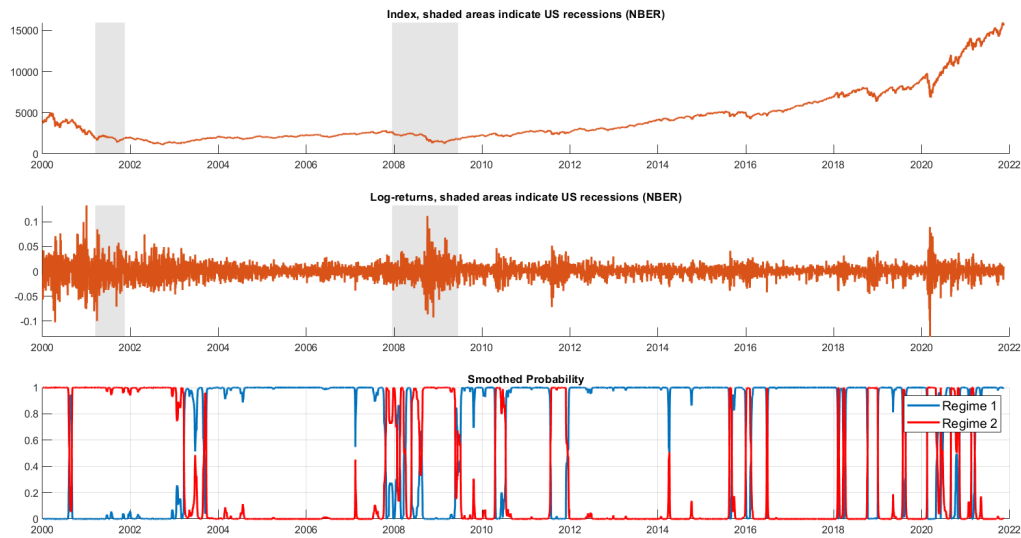 Index, shaded areas indicate US recessions (NBER)
15000
10000
5000
0
2000 2002 2004 2006 2008 2010 2012 2014 2016 2018 2020 2022
Log-returns, shaded areas indicate US recessions (NBER)
0.1
0.05
0
-0.05
-0.1
2000 2002 2004 2006 2008 2010 2012 2014 2016 2018 2020 2022
Smoothed Probability
1
Regime 1
0.8
Regime 2
0.6
0.4
0.2
0
2000 2002 2004 2006 2008 2010 2012 2014 2016 2018 2020 2022